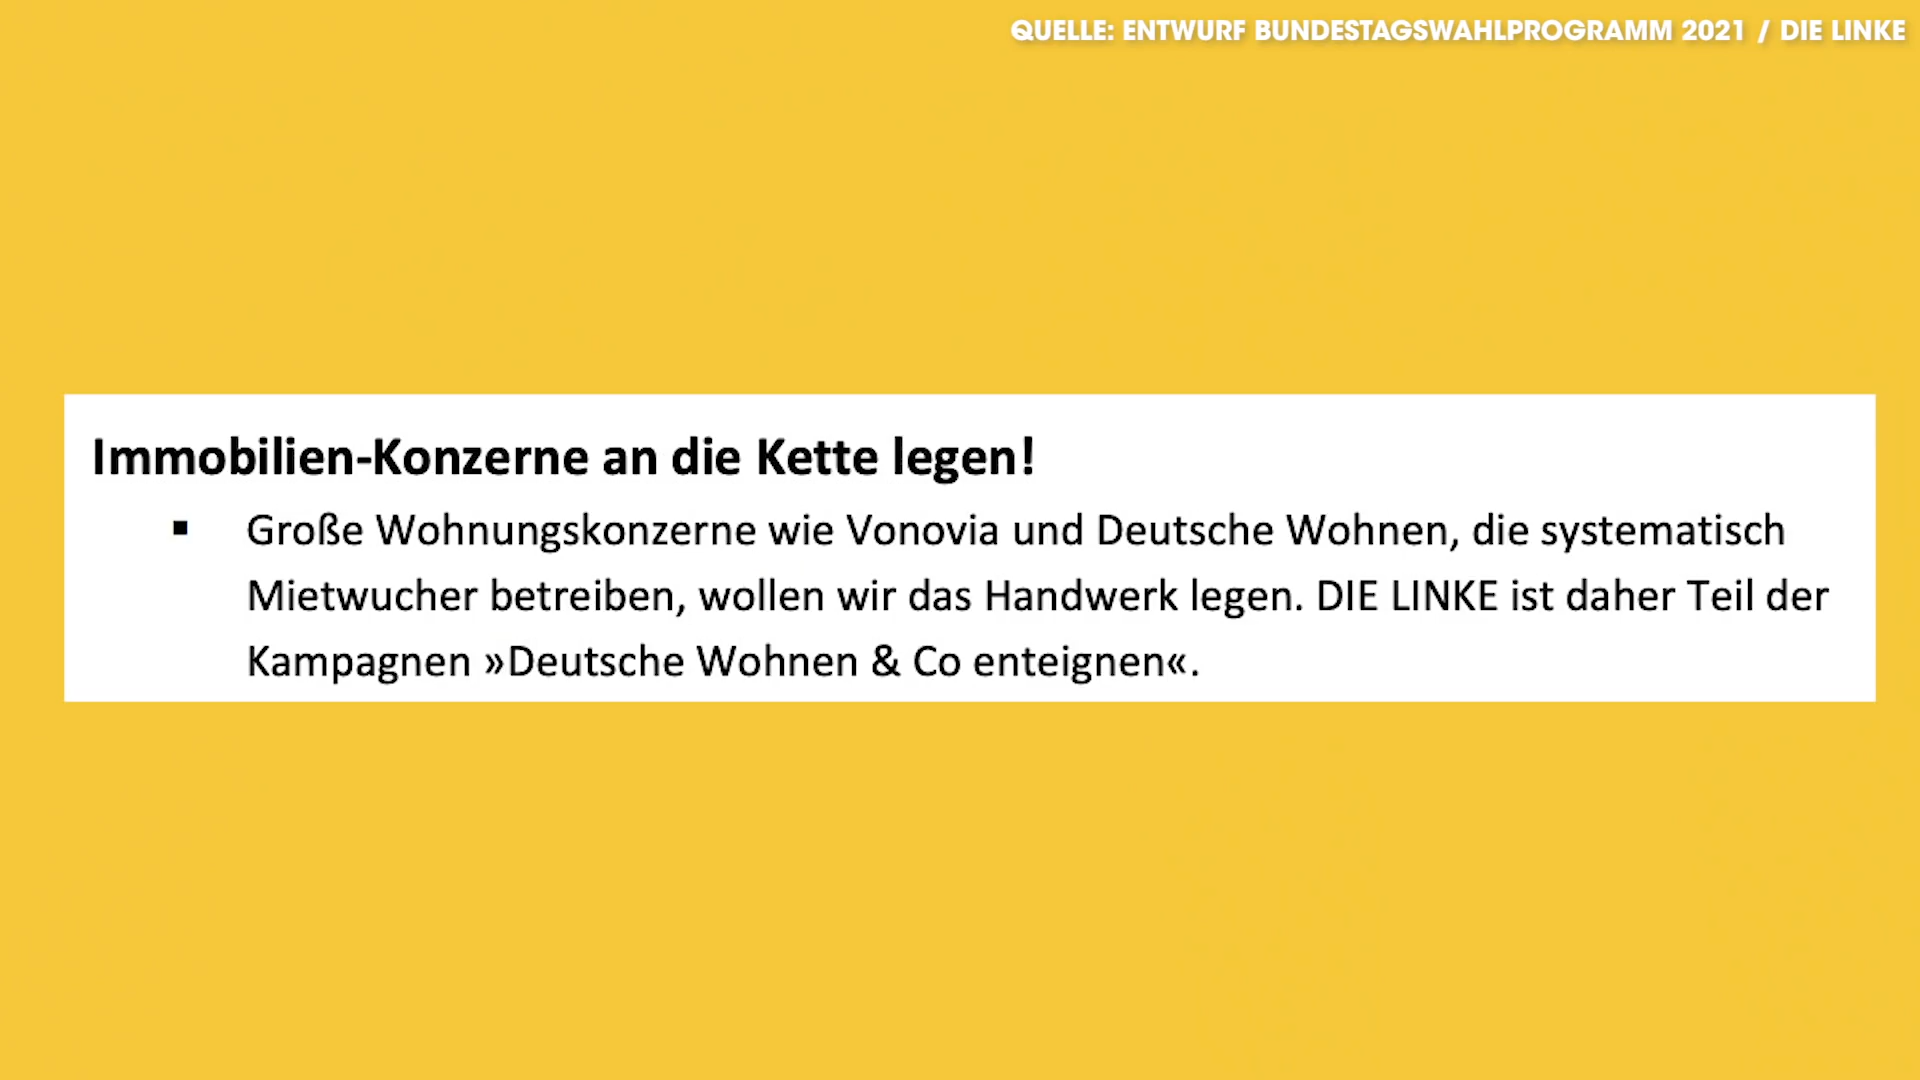 QUELLE: ENTWURF BUNDESTAGSWAHLPROGRAMM 2021 / DIE LINKE
Immobilien-Konzerne an die Kette legen!
▪ Große Wohnungskonzerne wie Vonovia und Deutsche Wohnen, die systematisch
Mietwucher betreiben, wollen wir das Handwerk legen. DIE LINKE ist daher Teil der
Kampagnen »Deutsche Wohnen & Co enteignen«.